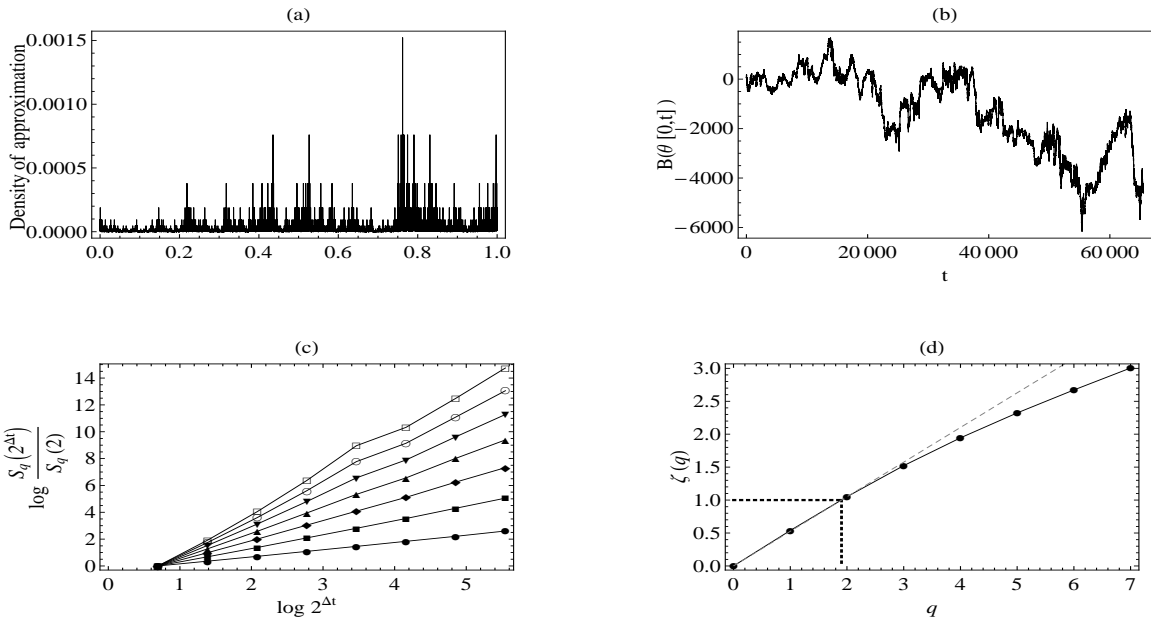 (a)
Density of approximation
0.0015
0.0010
0.0005
0.0000
0.0 0.2 0.4 0.6 0.8 1.0
(b)
B(θ [0,t])
0
−2000
−4000
−6000
0 20 000 40 000 60 000
t
(c)
log S_q(2^Δt) / S_q(2)
14
12
10
8
6
4
2
0
0 1 2 3 4 5
log 2^Δt
(d)
ζ(q)
3.0
2.5
2.0
1.5
1.0
0.5
0.0
0 1 2 3 4 5 6 7
q